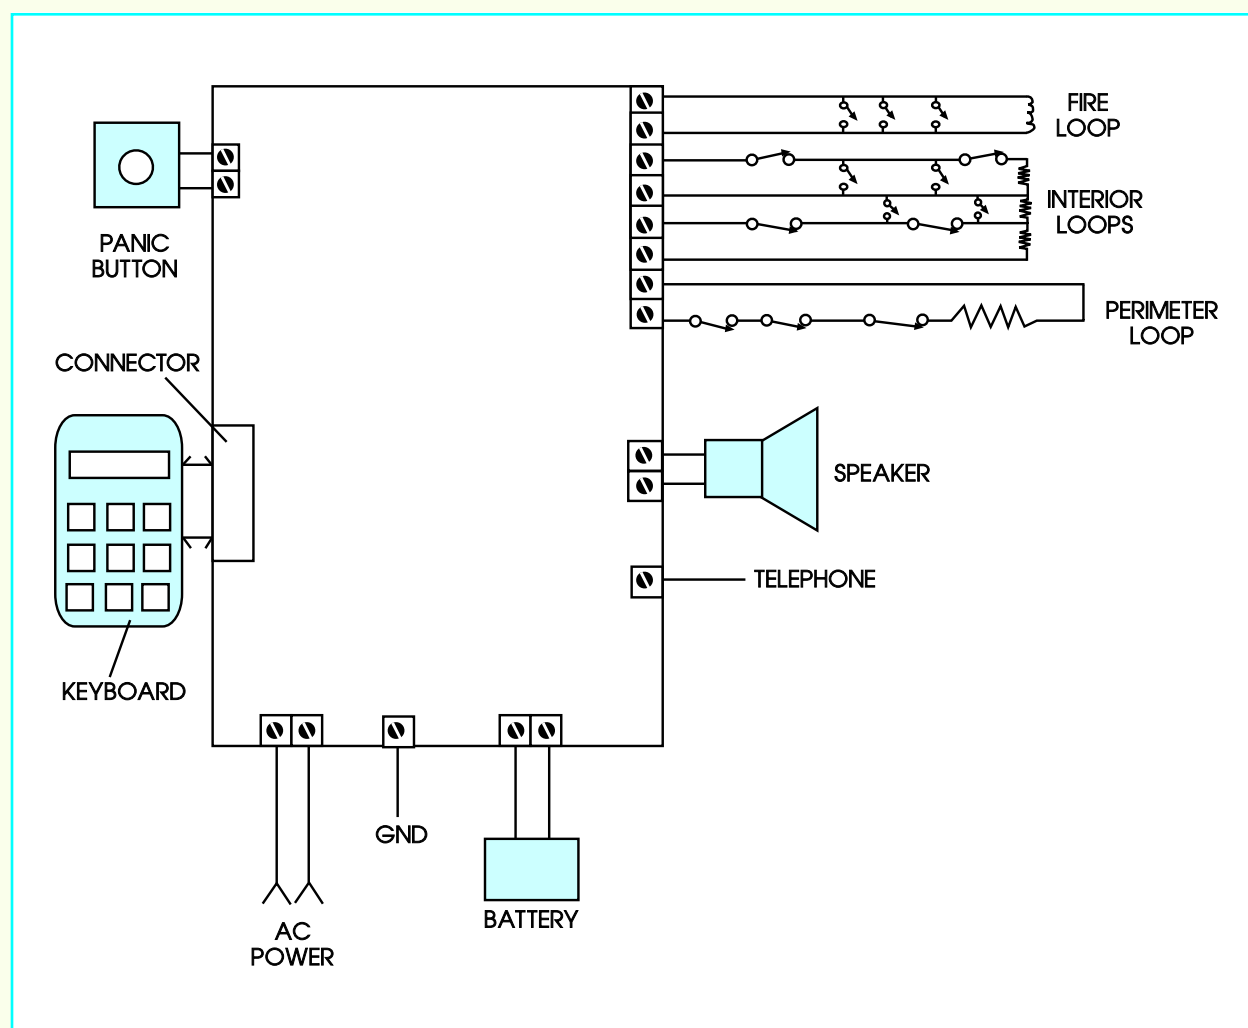 FIRE
LOOP
INTERIOR
LOOPS
PANIC
BUTTON
PERIMETER
LOOP
CONNECTOR
SPEAKER
TELEPHONE
KEYBOARD
GND
BATTERY
AC
POWER